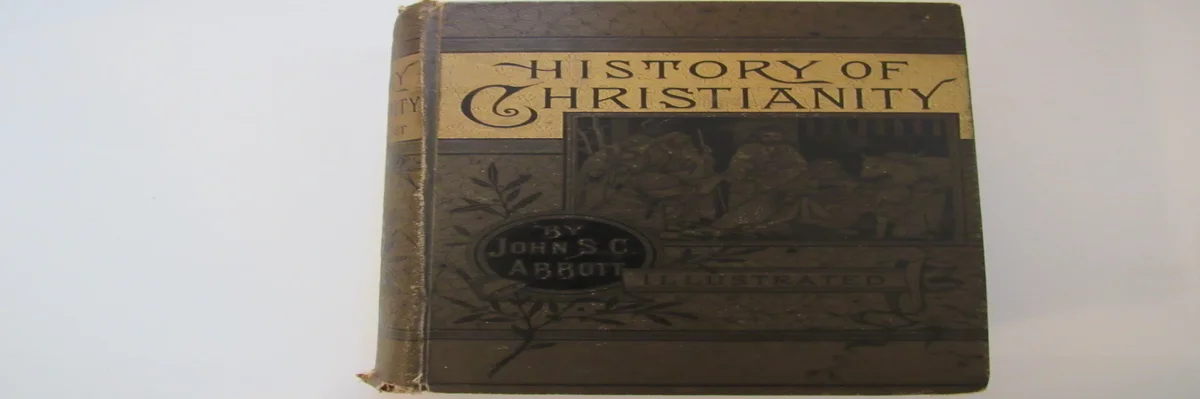 HISTORY OF
CHRISTIANITY
BY
JOHN S. C.
ABBOTT
ILLUSTRATED